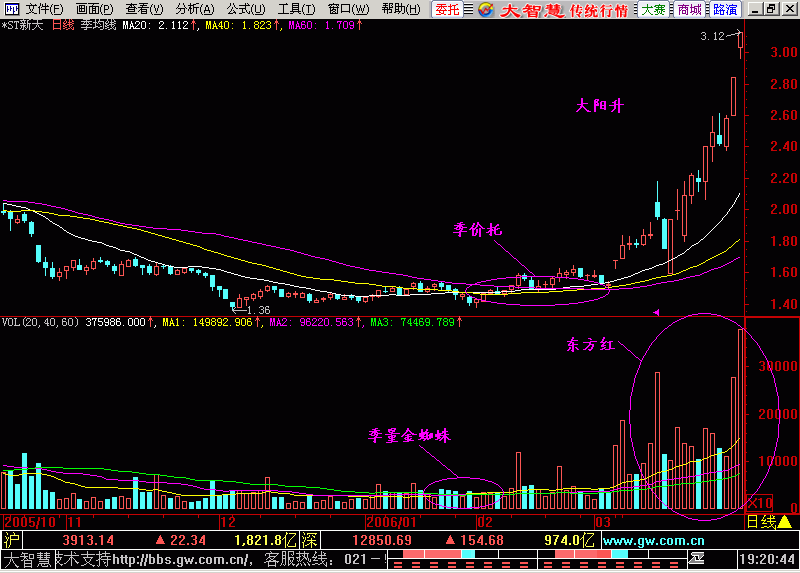 文件(F) 画面(P) 查看(V) 分析(A) 公式(U) 工具(T) 窗口(W) 帮助(H) 委托 大智慧 传统行情 大赛 商城 路演
*ST新天 日线 季均线 MA20: 2.112↑, MA40: 1.823↑, MA60: 1.709↑
3.12
3.00
大阳升
2.80
2.60
2.40
2.20
2.00
季价托
1.80
1.60
1.40
1.36
VOL(20,40,60) 375986.000↑, MA1: 149892.906↑, MA2: 96220.563↑, MA3: 74469.789↑
东方红
30000
20000
季量金蜘蛛
10000
0
X10
2005/10 11 12 2006/01 02 03 日线
沪 3913.14 ▲ 22.34 1,821.8亿 深 12850.69 ▲ 154.68 974.0亿 www.gw.com.cn
大智慧 技术支持http://bbs.gw.com.cn/，客服热线：021－ 19:20:44